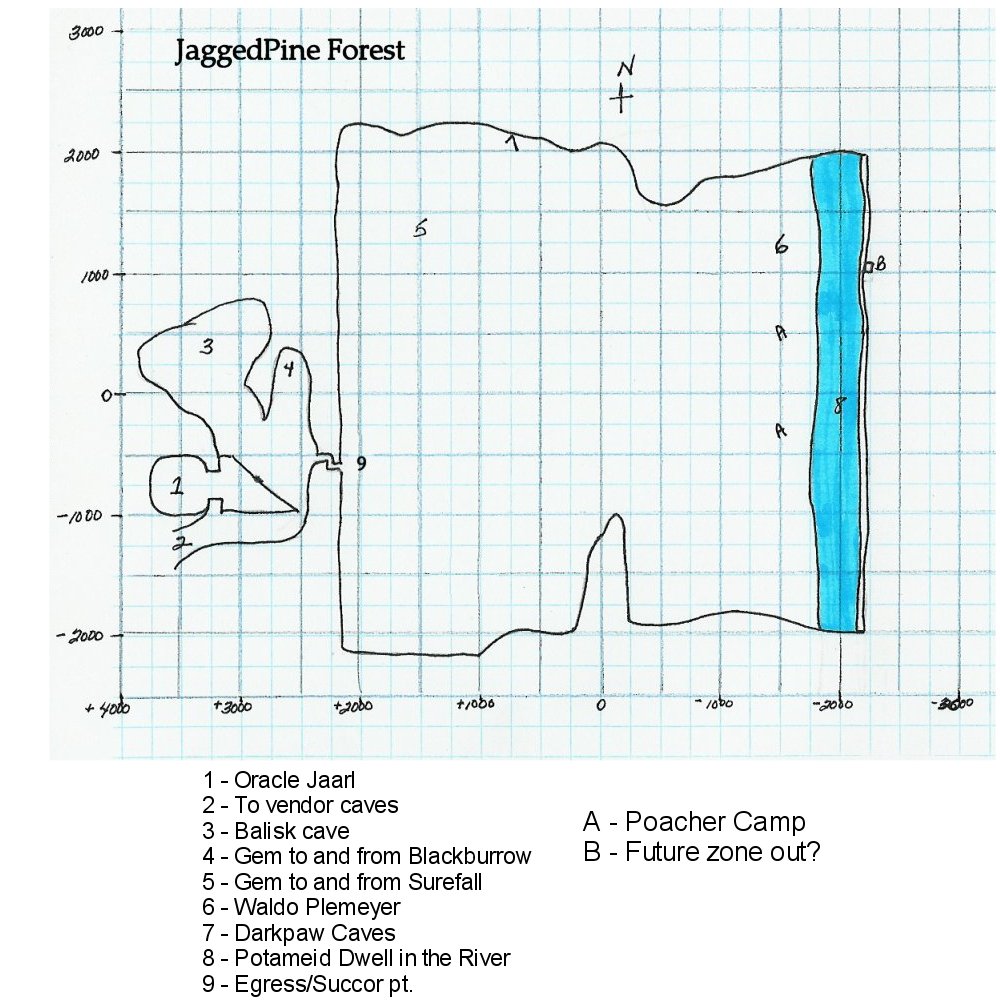 JaggedPine Forest
N
3000
2000
7
5
6
1000
B
3
A
4
0
8
A
9
1
-1000
2
-2000
+4000
+3000
+2000
+1000
0
-1000
-2000
-3000
1 - Oracle Jaarl
2 - To vendor caves
3 - Balisk cave
4 - Gem to and from Blackburrow
5 - Gem to and from Surefall
6 - Waldo Plemeyer
7 - Darkpaw Caves
8 - Potameid Dwell in the River
9 - Egress/Succor pt.
A - Poacher Camp
B - Future zone out?